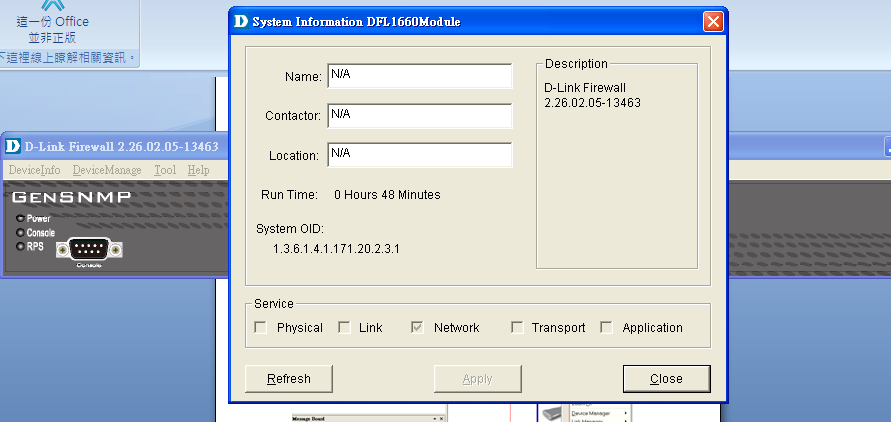 這一份 Office
並非正版
下這裡線上瞭解相關資訊。
System Information DFL1660Module
Name: N/A
Contactor: N/A
Location: N/A
Run Time: 0 Hours 48 Minutes
System OID:
1.3.6.1.4.1.171.20.2.3.1
Description
D-Link Firewall
2.26.02.05-13463
Service
Physical Link Network Transport Application
Refresh Apply Close
D-Link Firewall 2.26.02.05-13463
DeviceInfo DeviceManage Tool Help
GENSNMP
Power
Console
RPS
Console
Message Board
Device Manager